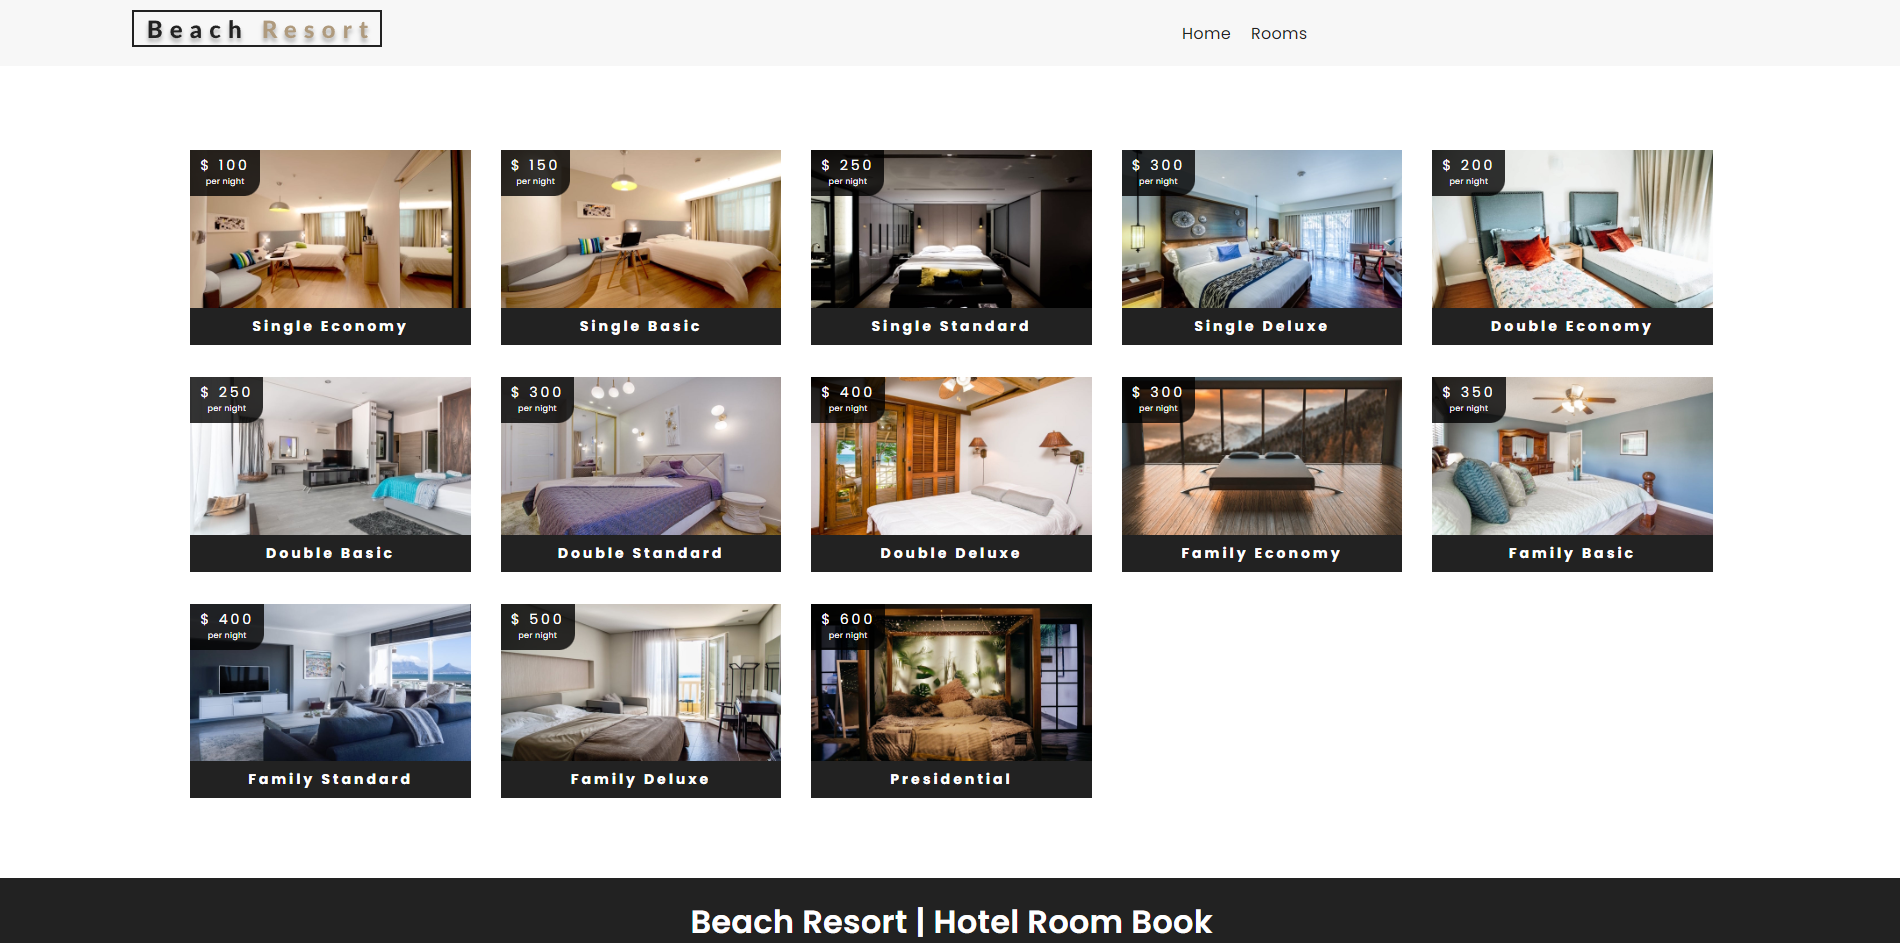 Beach Resort
Home Rooms
$ 100
per night
Single Economy
$ 150
per night
Single Basic
$ 250
per night
Single Standard
$ 300
per night
Single Deluxe
$ 200
per night
Double Economy
$ 250
per night
Double Basic
$ 300
per night
Double Standard
$ 400
per night
Double Deluxe
$ 300
per night
Family Economy
$ 350
per night
Family Basic
$ 400
per night
Family Standard
$ 500
per night
Family Deluxe
$ 600
per night
Presidential
Beach Resort | Hotel Room Book